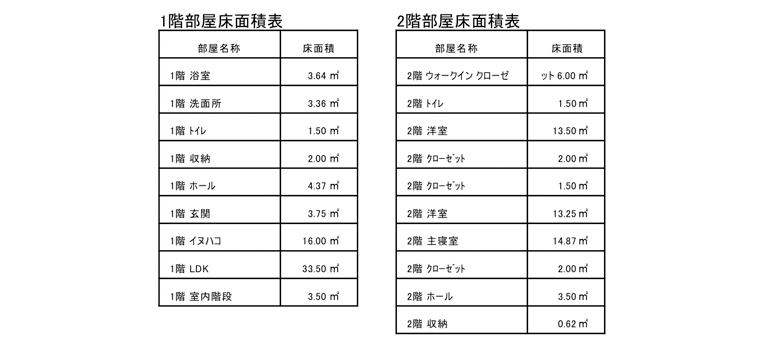 1階部屋床面積表
部屋名称 床面積
1階 浴室 3.64 ㎡
1階 洗面所 3.36 ㎡
1階 ﾄｲﾚ 1.50 ㎡
1階 収納 2.00 ㎡
1階 ホール 4.37 ㎡
1階 玄関 3.75 ㎡
1階 イヌハコ 16.00 ㎡
1階 LDK 33.50 ㎡
1階 室内階段 3.50 ㎡
2階部屋床面積表
部屋名称 床面積
2階 ウォークイン クローゼ ット 6.00 ㎡
2階 ﾄｲﾚ 1.50 ㎡
2階 洋室 13.50 ㎡
2階 ｸﾛｰｾﾞｯﾄ 2.00 ㎡
2階 ｸﾛｰｾﾞｯﾄ 1.50 ㎡
2階 洋室 13.25 ㎡
2階 主寝室 14.87 ㎡
2階 ｸﾛｰｾﾞｯﾄ 2.00 ㎡
2階 ホール 3.50 ㎡
2階 収納 0.62 ㎡